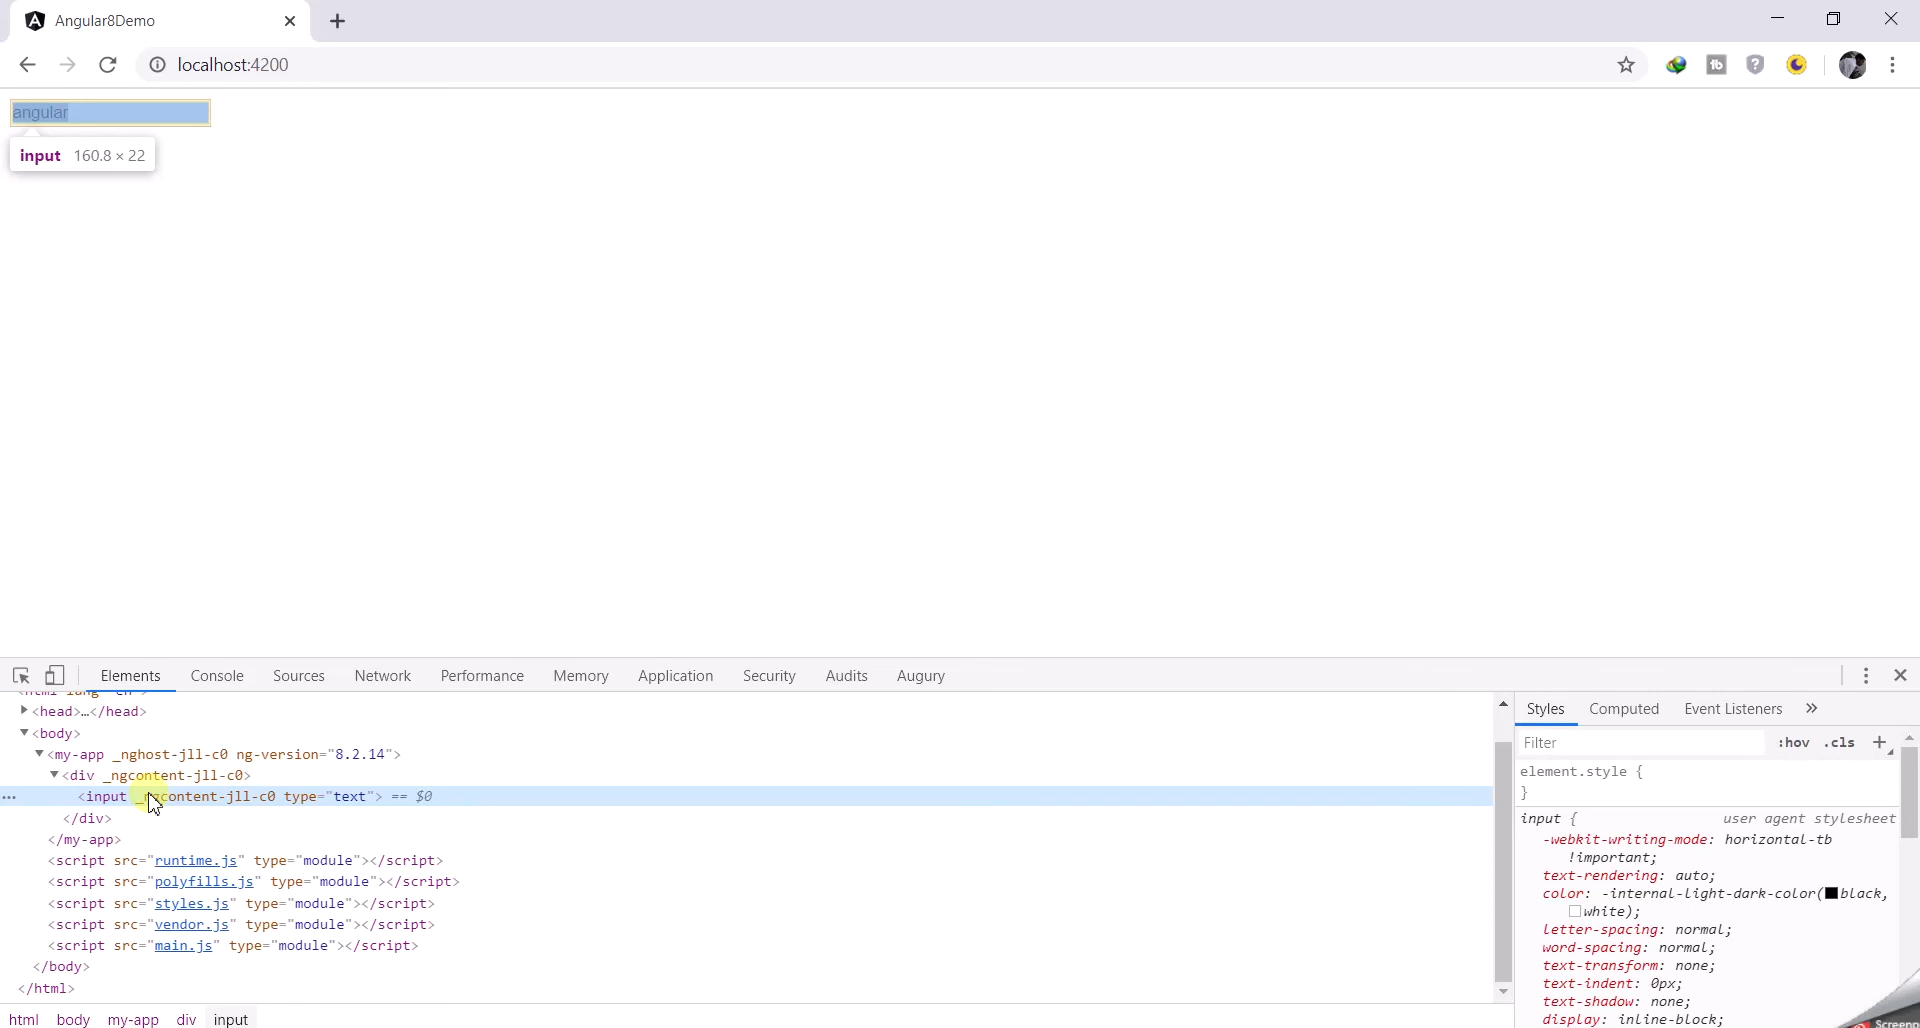 Angular8Demo
localhost:4200
angular
input 160.8 × 22
Elements Console Sources Network Performance Memory Application Security Audits Augury
<html lang="en">
<head>…</head>
<body>
<my-app _nghost-jll-c0 ng-version="8.2.14">
<div _ngcontent-jll-c0>
<input _ngcontent-jll-c0 type="text"> == $0
</div>
</my-app>
<script src="runtime.js" type="module"></script>
<script src="polyfills.js" type="module"></script>
<script src="styles.js" type="module"></script>
<script src="vendor.js" type="module"></script>
<script src="main.js" type="module"></script>
</body>
</html>
html body my-app div input
Styles Computed Event Listeners »
Filter :hov .cls +
element.style {
}
input { user agent stylesheet
-webkit-writing-mode: horizontal-tb
!important;
text-rendering: auto;
color: -internal-light-dark-color(black,
white);
letter-spacing: normal;
word-spacing: normal;
text-transform: none;
text-indent: 0px;
text-shadow: none;
display: inline-block;